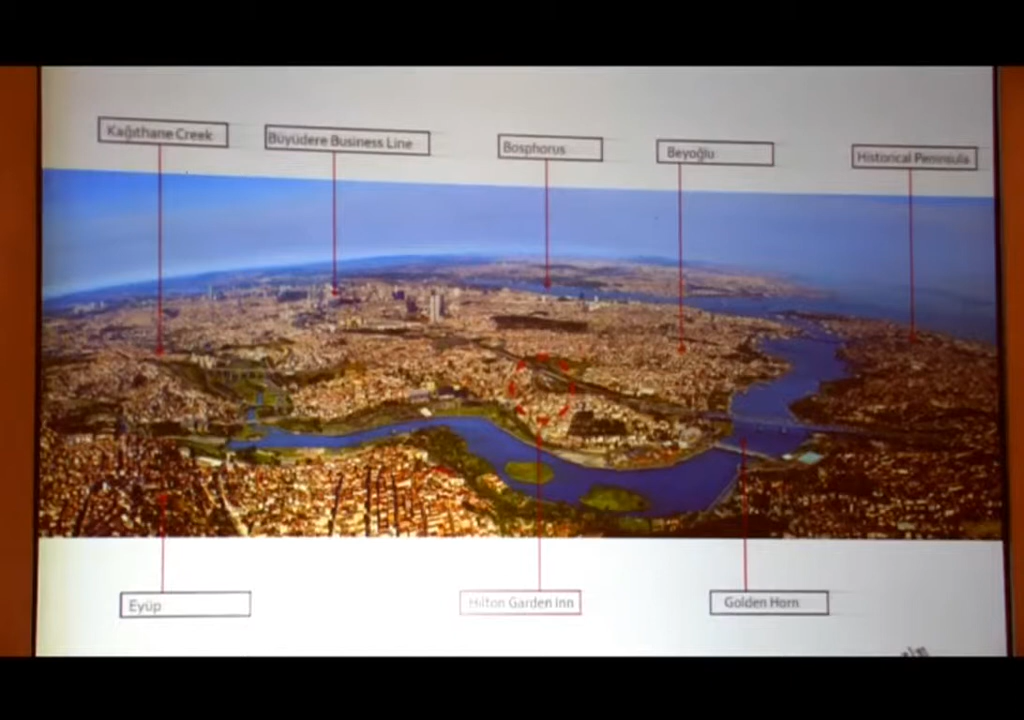 Kağıthane Creek
Büyüdere Business Line
Bosphorus
Beyoğlu
Historical Peninsula
Eyüp
Hilton Garden Inn
Golden Horn